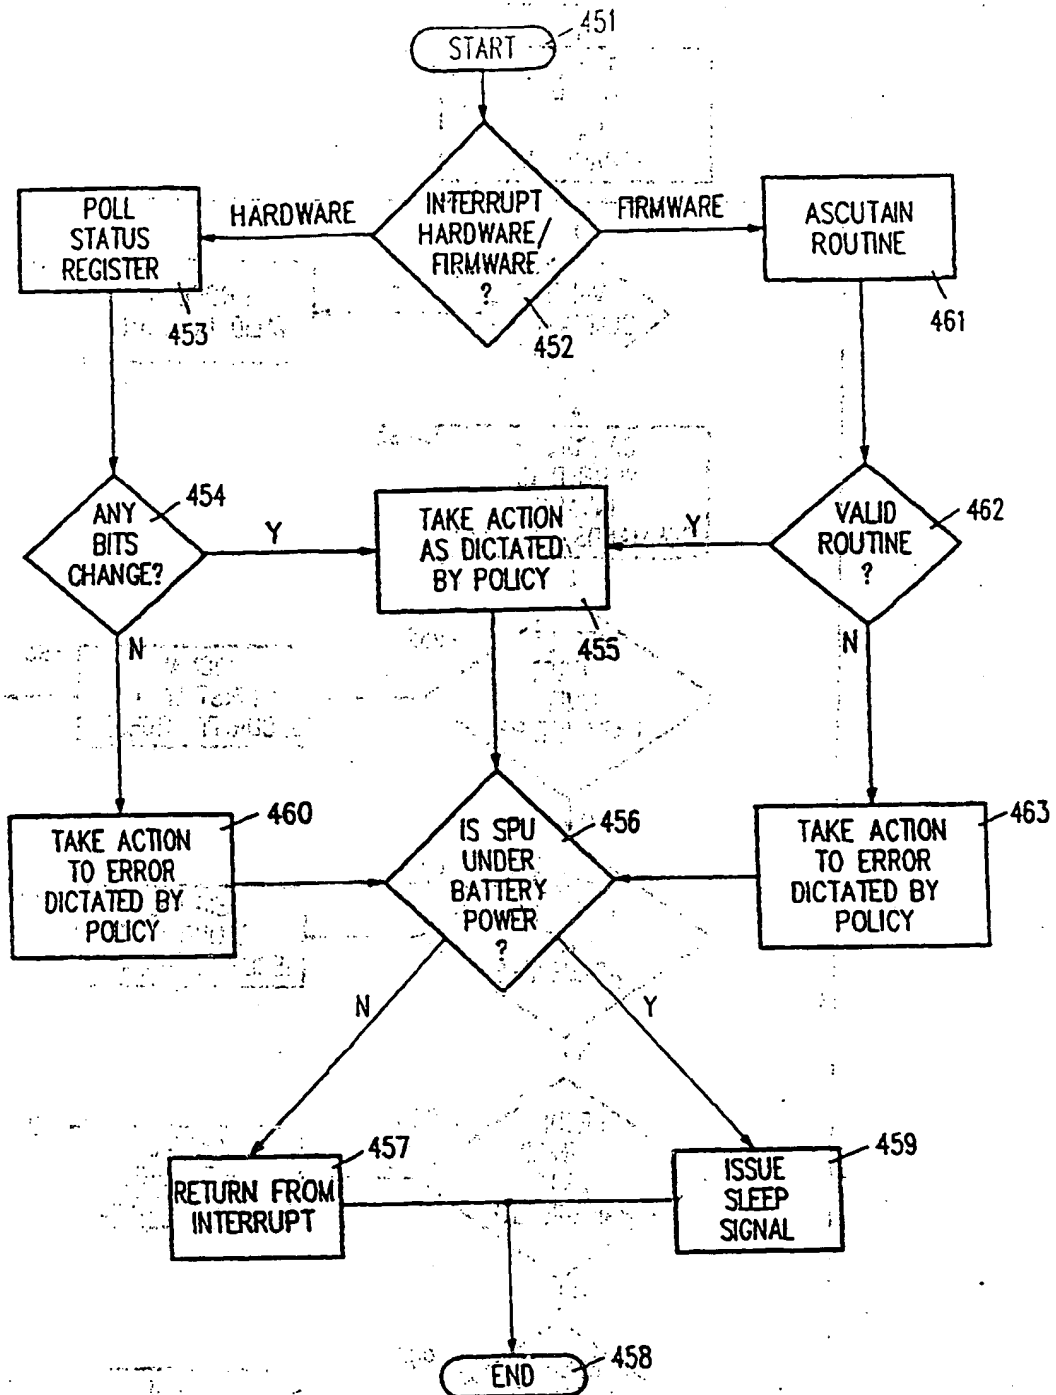 451
START
INTERRUPT
HARDWARE/
FIRMWARE
?
452
HARDWARE
FIRMWARE
POLL
STATUS
REGISTER
453
ASCUTAIN
ROUTINE
461
ANY
BITS
CHANGE?
454
Y
N
TAKE ACTION
AS DICTATED
BY POLICY
455
Y
VALID
ROUTINE
?
462
N
TAKE ACTION
TO ERROR
DICTATED BY
POLICY
460
IS SPU
UNDER
BATTERY
POWER
?
456
TAKE ACTION
TO ERROR
DICTATED BY
POLICY
463
N
Y
RETURN FROM
INTERRUPT
457
ISSUE
SLEEP
SIGNAL
459
END
458